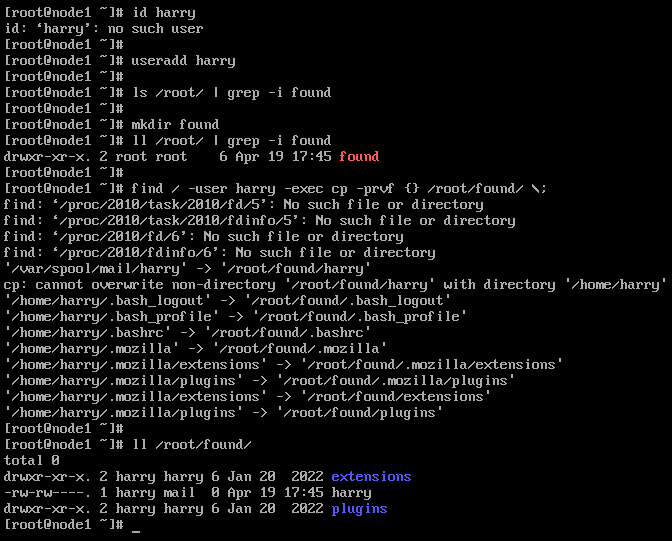 [root@node1 ~]# id harry
id: ‘harry’: no such user
[root@node1 ~]#
[root@node1 ~]# useradd harry
[root@node1 ~]#
[root@node1 ~]# ls /root/ | grep -i found
[root@node1 ~]#
[root@node1 ~]# mkdir found
[root@node1 ~]# ll /root/ | grep -i found
drwxr-xr-x. 2 root root    6 Apr 19 17:45 found
[root@node1 ~]#
[root@node1 ~]# find / -user harry -exec cp -prvf {} /root/found/ \;
find: ‘/proc/2010/task/2010/fd/5’: No such file or directory
find: ‘/proc/2010/task/2010/fdinfo/5’: No such file or directory
find: ‘/proc/2010/fd/6’: No such file or directory
find: ‘/proc/2010/fdinfo/6’: No such file or directory
'/var/spool/mail/harry' -> '/root/found/harry'
cp: cannot overwrite non-directory '/root/found/harry' with directory '/home/harry'
'/home/harry/.bash_logout' -> '/root/found/.bash_logout'
'/home/harry/.bash_profile' -> '/root/found/.bash_profile'
'/home/harry/.bashrc' -> '/root/found/.bashrc'
'/home/harry/.mozilla' -> '/root/found/.mozilla'
'/home/harry/.mozilla/extensions' -> '/root/found/.mozilla/extensions'
'/home/harry/.mozilla/plugins' -> '/root/found/.mozilla/plugins'
'/home/harry/.mozilla/extensions' -> '/root/found/extensions'
'/home/harry/.mozilla/plugins' -> '/root/found/plugins'
[root@node1 ~]#
[root@node1 ~]# ll /root/found/
total 0
drwxr-xr-x. 2 harry harry 6 Jan 20  2022 extensions
-rw-rw----. 1 harry mail  0 Apr 19 17:45 harry
drwxr-xr-x. 2 harry harry 6 Jan 20  2022 plugins
[root@node1 ~]# _